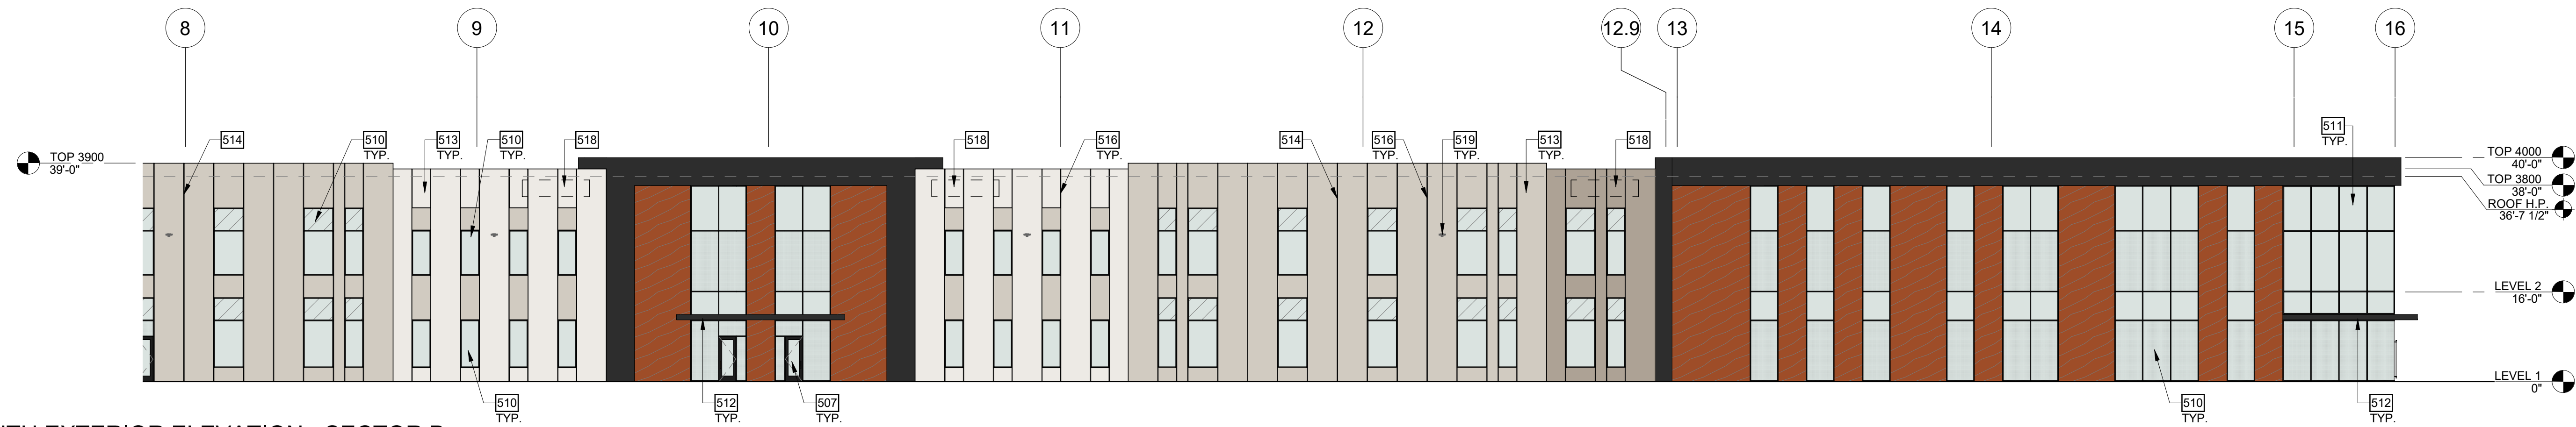 8 9 10 11 12 12.9 13 14 15 16
511
TYP.
514 510 513 510 518 518 516 514 516 519 513 518
TYP. TYP. TYP. TYP. TYP. TYP. TYP.
TOP 3900
39'-0"
TOP 4000
40'-0"
TOP 3800
38'-0"
ROOF H.P.
36'-7 1/2"
LEVEL 2
16'-0"
LEVEL 1
0"
510 512 507 510 512
TYP. TYP. TYP. TYP. TYP.
EXTERIOR ELEVATION - SECTOR B